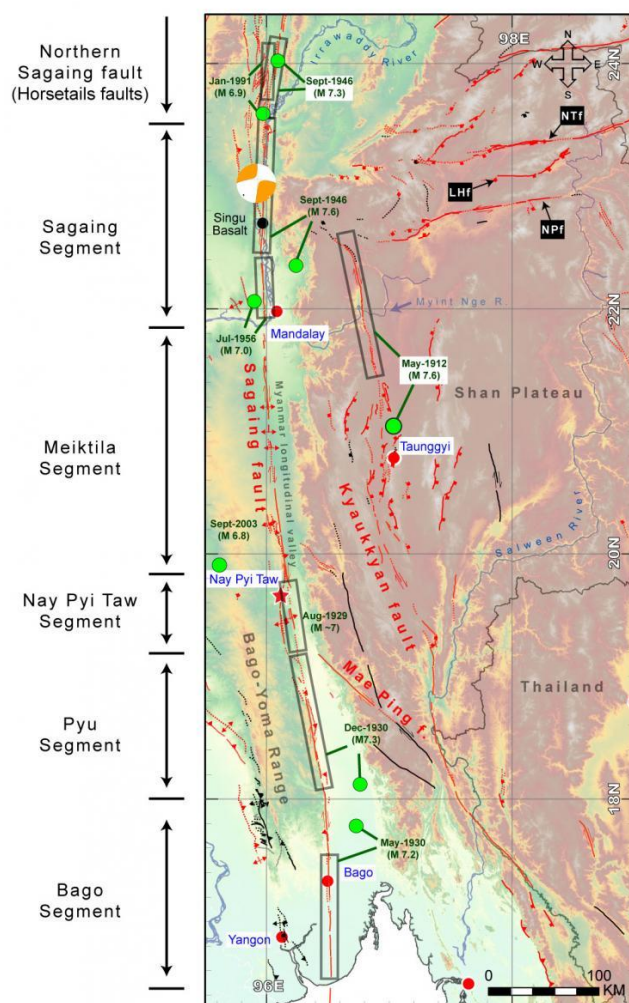 Northern
Sagaing fault
(Horsetails faults)
Sagaing
Segment
Meiktila
Segment
Nay Pyi Taw
Segment
Pyu
Segment
Bago
Segment
98E
N
W E
S
24N
Irrawaddy
River
Jan-1991
(M 6.9)
Sept-1946
(M 7.3)
NTf
LHf
NPf
Singu
Basalt
Sept-1946
(M 7.6)
Myint Nge R.
22N
Jul-1956
(M 7.0)
Mandalay
May-1912
(M 7.6)
Shan Plateau
Sagaing fault
Myanmar longitudinal valley
Taunggyi
Kyaukkyan fault
Salween River
Sept-2003
(M 6.8)
20N
Nay Pyi Taw
Aug-1929
(M ~7)
Mae Ping f.
Bago-Yoma Range
Thailand
Dec-1930
(M7.3)
18N
May-1930
(M 7.2)
Bago
Yangon
96E
0 100
KM